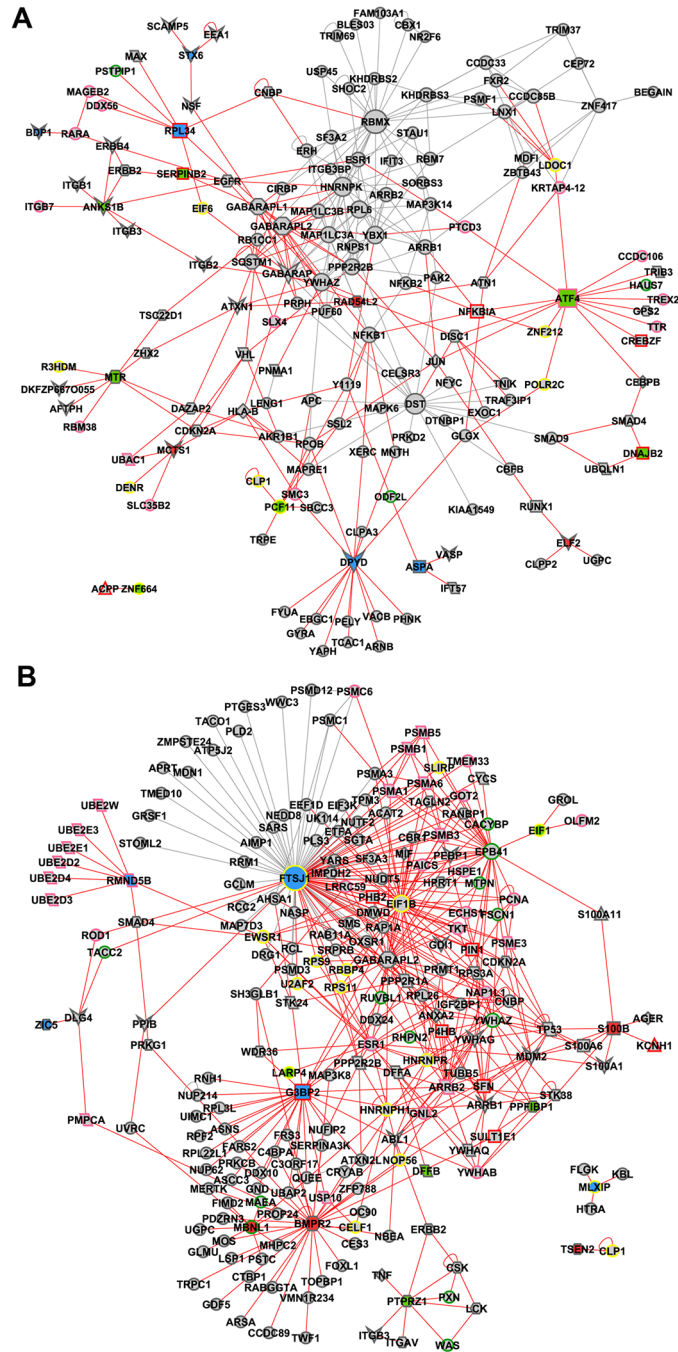 A
FAM103A1
BLES03
CBX1
SCAMP5
EEA1
TRIM69
NR2F6
TRIM37
STX6
MAX
USP45
KHDRBS2
CCDC33
CEP72
PSTPIP1
SHOC2
FXR2
MAGEB2
NSF
CNBP
KHDRBS3
PSMF1
CCDC85B
BEGAIN
DDX56
LNX1
ZNF417
RBMX
BDP1
RARA
RPL34
STAU1
ERBB4
SF3A2
ERH
ESR1
IFIT3
RBM7
MDFI
LDOC1
ERBB2
SERPINB2
ITGB3BP
ZBTB43
ITGB1
EGFR
CIRBP
HNRNPK
SORBS3
KRTAP4-12
ITGB7
ANKS1B
EIF6
GABARAPL1
ARRB2
MAP1LC3B
RPL6
MAP3K14
ITGB3
GABARAPL2
PTCD3
RB1CC1
MAP1LC3A
YBX1
ITGB2
RNPS1
ARRB1
CCDC106
SQSTM1
PPP2R2B
TRIB3
GABARAP
YWHAZ
PAK2
ATN1
HAUS7
NFKB2
ATF4
TREX2
ATXN1
PRPH
RAD54L2
NFKBIA
GPS2
TSC22D1
SLX4
PUF60
TTR
ZNF212
CREBZF
NFKB1
DISC1
ZHX2
VHL
JUN
R3HDM
MTR
PNMA1
CELSR3
POLR2C
CEBPB
DKFZP667O055
Y1119
NFYC
TNIK
AFTPH
LENG1
APC
DST
TRAF3IP1
RBM38
DAZAP2
HLA-B
MAPK6
EXOC1
SMAD4
CDKN2A
SSL2
DTNBP1
AKR1B1
RPOB
PRKD2
GLGX
SMAD9
DNAJB2
MCTS1
XERC
MNTH
UBAC1
MAPRE1
CBFB
UBQLN1
DENR
CLP1
SMC3
ODF2L
SLC35B2
PCF11
SBCC3
RUNX1
KIAA1549
TRPE
CLPA3
ELF2
DPYD
VASP
CLPP2
UGPC
ASPA
ACPP
ZNF664
IFT57
FYUA
VACB
PHNK
EBGC1
PELY
GYRA
TCAC1
ARNB
YAPH
B
PSMD12
PSMC6
WWC3
PTGES3
PSMC1
TACO1
PLD2
PSMB5
ZMPSTE24
PSMB1
ATP5J2
SLIRP
TMEM33
APRT
MDN1
PSMA3
PSMA6
CYCS
UBE2W
TMED10
NEDD8
EEF1D
EIF3K
TPM3
PSMA1
GOT2
GRSF1
TAGLN2
GROL
UBE2E3
SARS
UK114
NUTF2
ACAT2
RANBP1
EIF1
OLFM2
STOML2
ETFA
CACYBP
UBE2E1
AIMP1
PLS3
SGTA
CBR1
PSMB3
RRM1
YARS
SF3A3
MIF
PEBP1
EPB41
UBE2D2
FTSJ1
IMPDH2
PAICS
HSPE1
UBE2D4
RMND5B
GCLM
LRRC59
NUDT5
HPRT1
MTPN
AHSA1
PHB2
EIF1B
PCNA
UBE2D3
RCC2
NASP
DMWD
ECHS1
FSCN1
S100A11
SMAD4
MAP7D3
SMS
RAP1A
TKT
ROD1
EWSR1
RAB11A
OXSR1
GDI1
PIN1
PSME3
TACC2
RCL
SRPRB
CDKN2A
DRG1
RPS9
GABARAPL2
RPS3A
PSMD3
RBBP4
PRMT1
U2AF2
PPP2R1A
NAP1L1
SH3GLB1
RPS11
RPL26
CNBP
STK24
RUVBL1
IGF2BP1
AGER
ZIC5
DLG4
ANXA2
YWHAZ
TP53
S100B
PPIB
DDX24
P4HB
KCNH1
PRKG1
RHPN2
YWHAG
S100A6
WDR36
ESR1
HNRNPR
MDM2
S100A1
LARP4
PPP2R2B
TUBB5
RNH1
MAP3K8
DFFA
ARRB2
SFN
STK38
G3BP2
PPFIBP1
NUP214
HNRNPH1
ARRB1
PMPCA
UIMC1
RPL3L
GNL2
SULT1E1
UVRC
ASNS
NUFIP2
ABL1
RPF2
FRS3
YWHAQ
FARS2
SERPINA3K
RPL22L1
C4BPA
ATXN2L
NOP56
FLGK
KBL
NUP62
PRKCB
C3ORF17
CRYAB
DFFB
YWHAB
ASCC3
DDX10
QUEE
ZFP788
MLXIP
MERTK
GND
UBAP2
USP10
FIMD2
MAEA
OC90
HTRA
PDZRN3
PROP24
UGPC
MBNL1
BMPR2
CELF1
NBEA
ERBB2
MOS
MHPC2
CES3
TSEN2
CLP1
GLMU
PSTC
CSK
LSP1
FOXL1
TNF
CTBP1
TOPBP1
PXN
TRPC1
RABGGTA
PTPRZ1
LCK
GDF5
VMN1R234
ARSA
ITGB3
CCDC89
TWF1
ITGAV
WAS